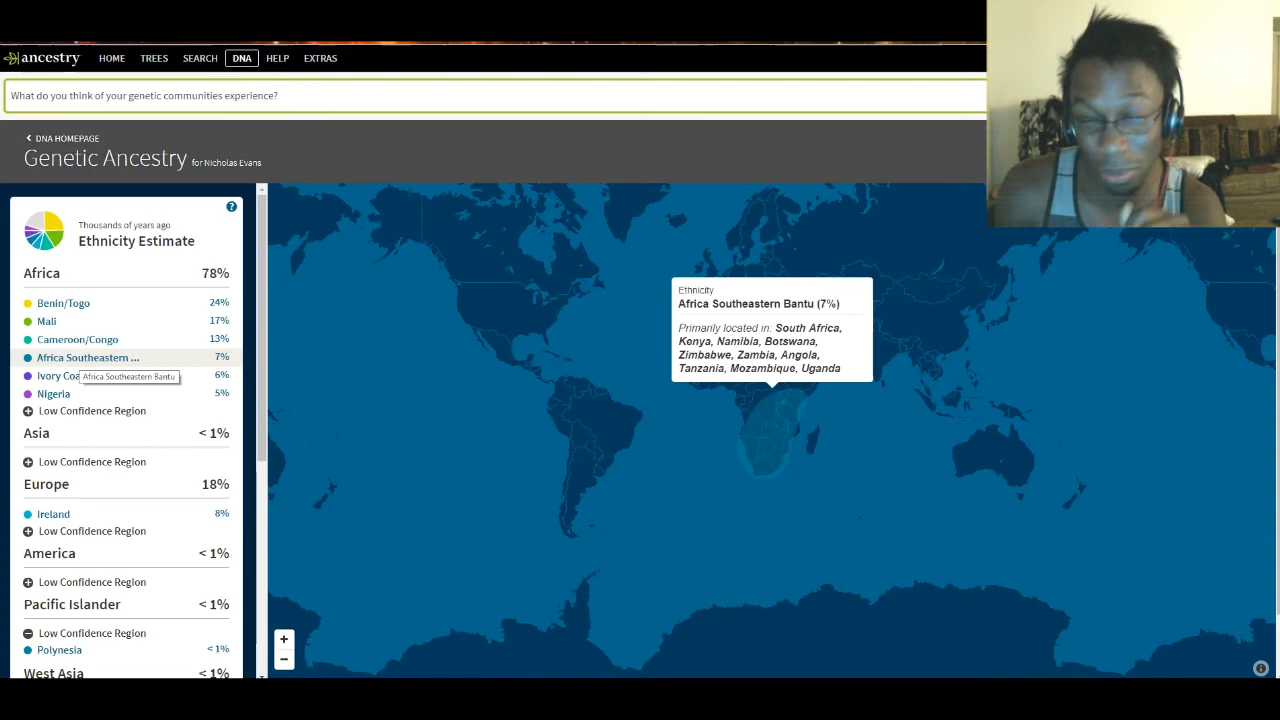 ancestry HOME TREES SEARCH DNA HELP EXTRAS
What do you think of your genetic communities experience?
DNA HOMEPAGE
Genetic Ancestry for Nicholas Evans
?
Thousands of years ago
Ethnicity Estimate
Africa 78%
Benin/Togo 24%
Mali 17%
Cameroon/Congo 13%
Africa Southeastern ... 7%
Ivory Coa 6%
Africa Southeastern Bantu
Nigeria 5%
Low Confidence Region
Asia < 1%
Low Confidence Region
Europe 18%
Ireland 8%
Low Confidence Region
America < 1%
Low Confidence Region
Pacific Islander < 1%
Low Confidence Region
Polynesia < 1%
West Asia < 1%
Ethnicity
Africa Southeastern Bantu (7%)
Primarily located in: South Africa,
Kenya, Namibia, Botswana,
Zimbabwe, Zambia, Angola,
Tanzania, Mozambique, Uganda
+
−